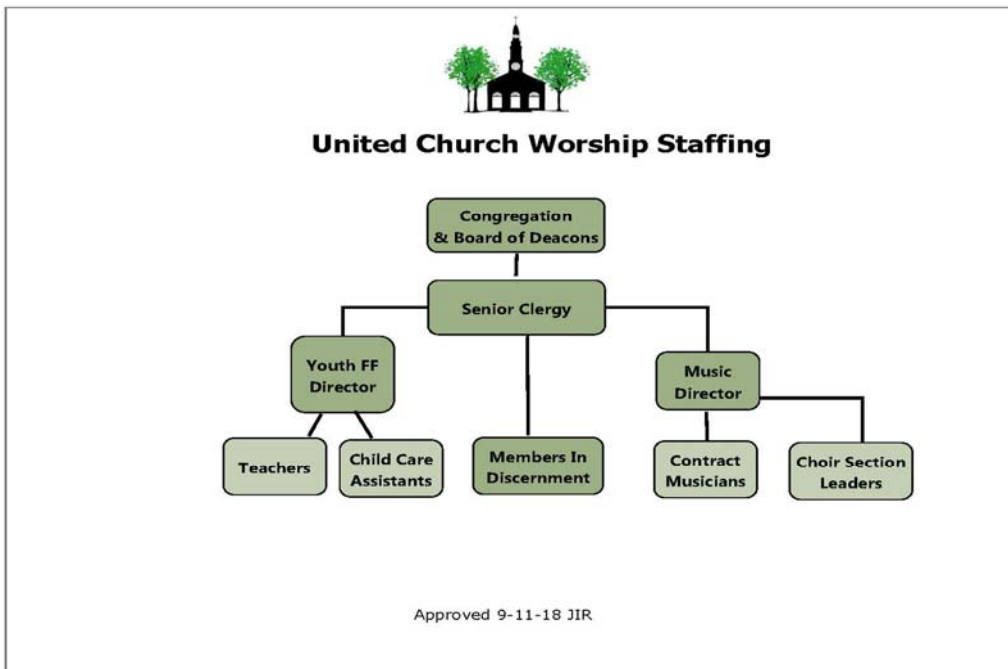 United Church Worship Staffing
Congregation
& Board of Deacons
Senior Clergy
Youth FF
Director
Music
Director
Teachers
Child Care
Assistants
Members In
Discernment
Contract
Musicians
Choir Section
Leaders
Approved 9-11-18 JIR